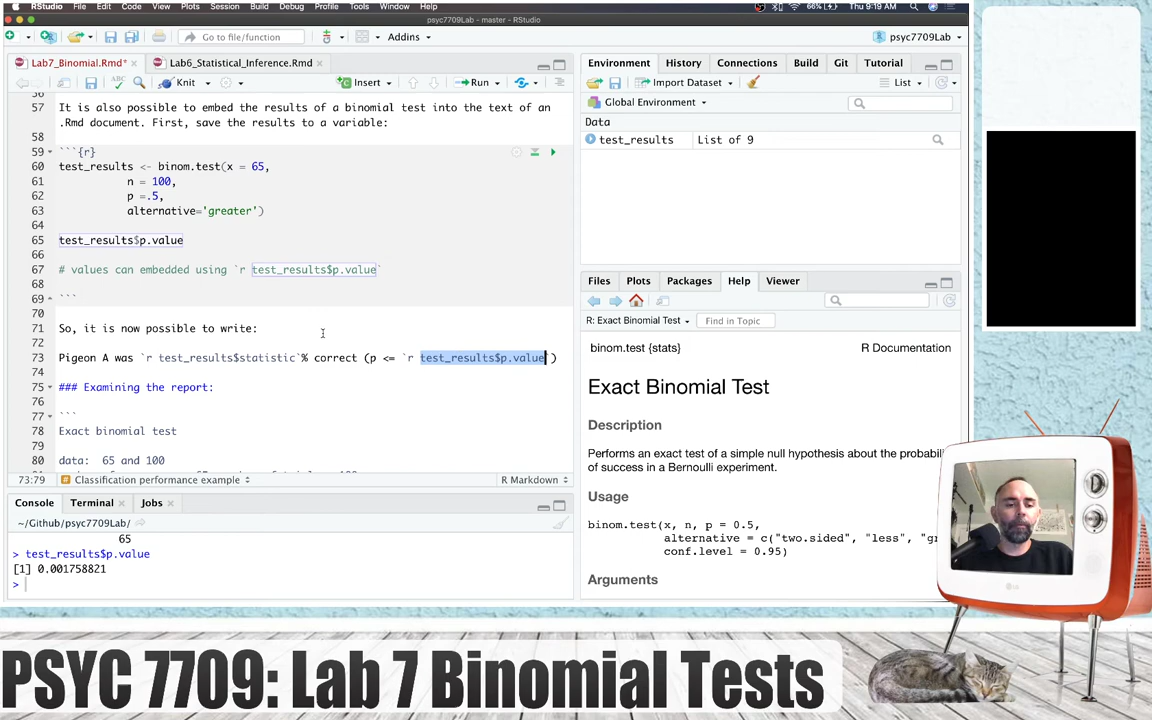 RStudio File Edit Code View Plots Session Build Debug Profile Tools Window Help 66% Thu 9:19 AM
psyc7709Lab - master - RStudio
Go to file/function Addins psyc7709Lab
Lab7_Binomial.Rmd* Lab6_Statistical_Inference.Rmd
ABC Knit Insert Run
57 It is also possible to embed the results of a binomial test into the text of an
.Rmd document. First, save the results to a variable:
58
59 ```{r}
60 test_results <- binom.test(x = 65,
61 n = 100,
62 p =.5,
63 alternative='greater')
64
65 test_results$p.value
66
67 # values can embedded using `r test_results$p.value`
68
69 ```
70
71 So, it is now possible to write:
72
73 Pigeon A was `r test_results$statistic`% correct (p <= `r test_results$p.value`)
74
75 ### Examining the report:
76
77 ```
78 Exact binomial test
79
80 data: 65 and 100
73:79 Classification performance example R Markdown
Console Terminal Jobs
~/Github/psyc7709Lab/
65
> test_results$p.value
[1] 0.001758821
>
Environment History Connections Build Git Tutorial
Import Dataset List
Global Environment
Data
test_results List of 9
Files Plots Packages Help Viewer
R: Exact Binomial Test Find in Topic
binom.test {stats} R Documentation
Exact Binomial Test
Description
Performs an exact test of a simple null hypothesis about the probabili
of success in a Bernoulli experiment.
Usage
binom.test(x, n, p = 0.5,
alternative = c("two.sided", "less", "gr
conf.level = 0.95)
Arguments
LG
PSYC 7709: Lab 7 Binomial Tests